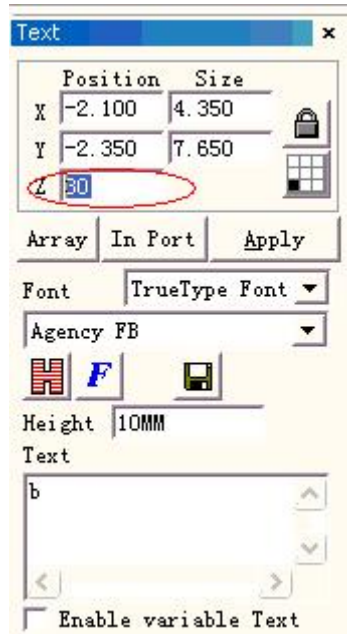 Text
Position Size
X -2.100 4.350
Y -2.350 7.650
Z 30
Array In Port Apply
Font TrueType Font
Agency FB
F
Height 10MM
Text
b
Enable variable Text